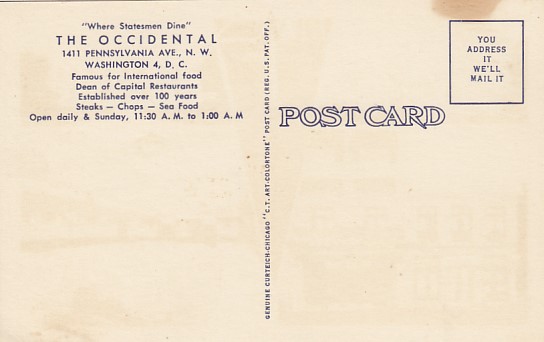 "Where Statesmen Dine"
THE OCCIDENTAL
1411 PENNSYLVANIA AVE., N. W.
WASHINGTON 4, D. C.
Famous for International food
Dean of Capital Restaurants
Established over 100 years
Steaks — Chops — Sea Food
Open daily & Sunday, 11:30 A. M. to 1:00 A. M
GENUINE CURTEICH-CHICAGO "C.T. ART-COLORTONE" POST CARD (REG. U.S. PAT. OFF.)
POST CARD
YOU
ADDRESS
IT
WE'LL
MAIL IT